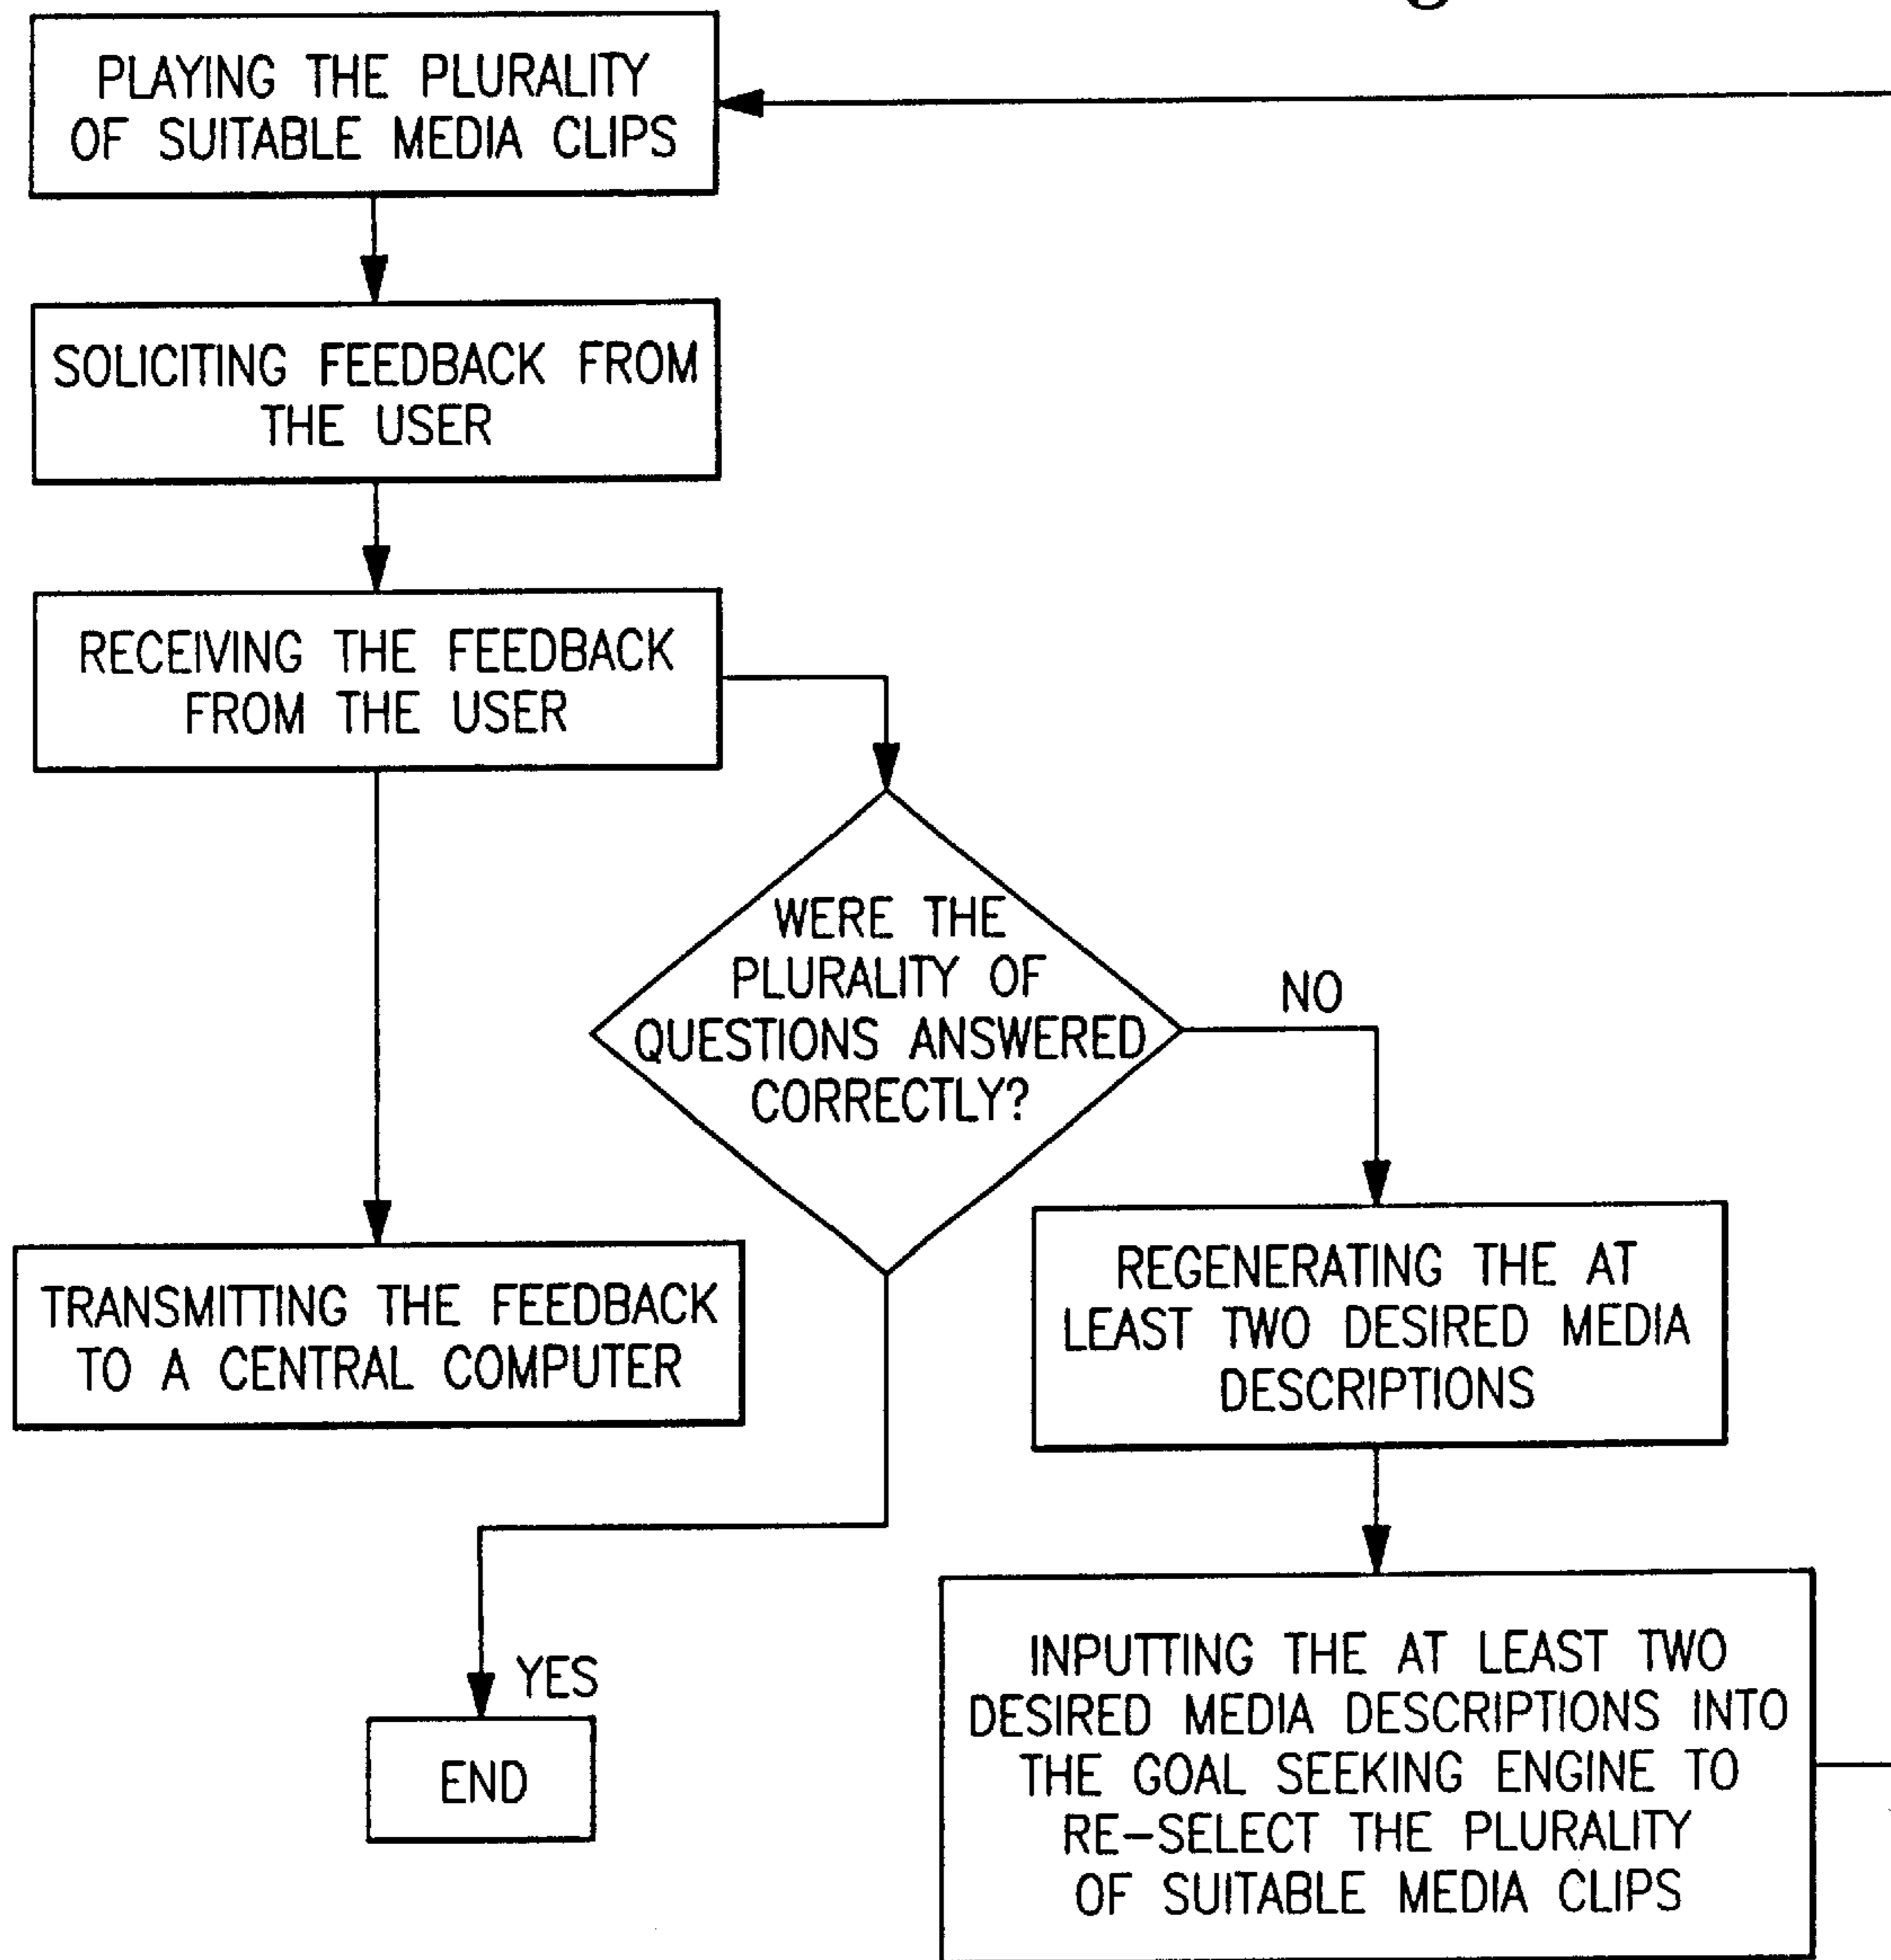 PLAYING THE PLURALITY
OF SUITABLE MEDIA CLIPS
SOLICITING FEEDBACK FROM
THE USER
RECEIVING THE FEEDBACK
FROM THE USER
WERE THE
PLURALITY OF
QUESTIONS ANSWERED
CORRECTLY?
NO
TRANSMITTING THE FEEDBACK
TO A CENTRAL COMPUTER
REGENERATING THE AT
LEAST TWO DESIRED MEDIA
DESCRIPTIONS
YES
END
INPUTTING THE AT LEAST TWO
DESIRED MEDIA DESCRIPTIONS INTO
THE GOAL SEEKING ENGINE TO
RE-SELECT THE PLURALITY
OF SUITABLE MEDIA CLIPS